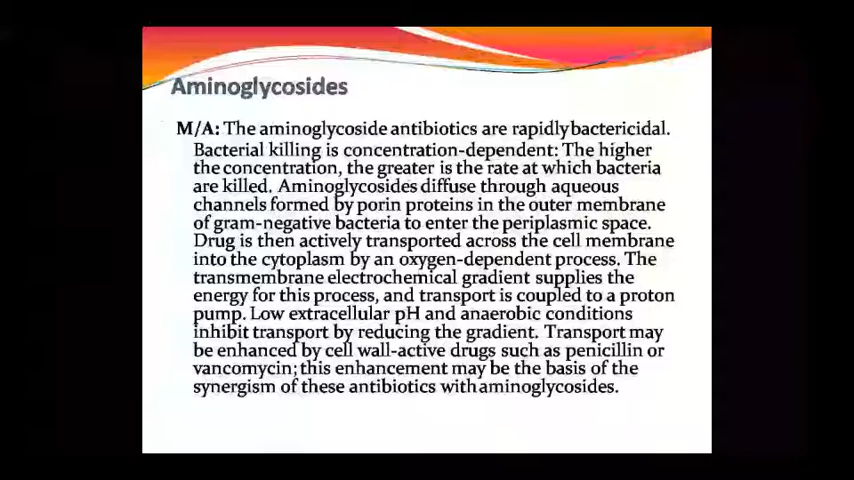 Aminoglycosides
M/A: The aminoglycoside antibiotics are rapidly bactericidal.
Bacterial killing is concentration-dependent: The higher
the concentration, the greater is the rate at which bacteria
are killed. Aminoglycosides diffuse through aqueous
channels formed by porin proteins in the outer membrane
of gram-negative bacteria to enter the periplasmic space.
Drug is then actively transported across the cell membrane
into the cytoplasm by an oxygen-dependent process. The
transmembrane electrochemical gradient supplies the
energy for this process, and transport is coupled to a proton
pump. Low extracellular pH and anaerobic conditions
inhibit transport by reducing the gradient. Transport may
be enhanced by cell wall-active drugs such as penicillin or
vancomycin; this enhancement may be the basis of the
synergism of these antibiotics with aminoglycosides.